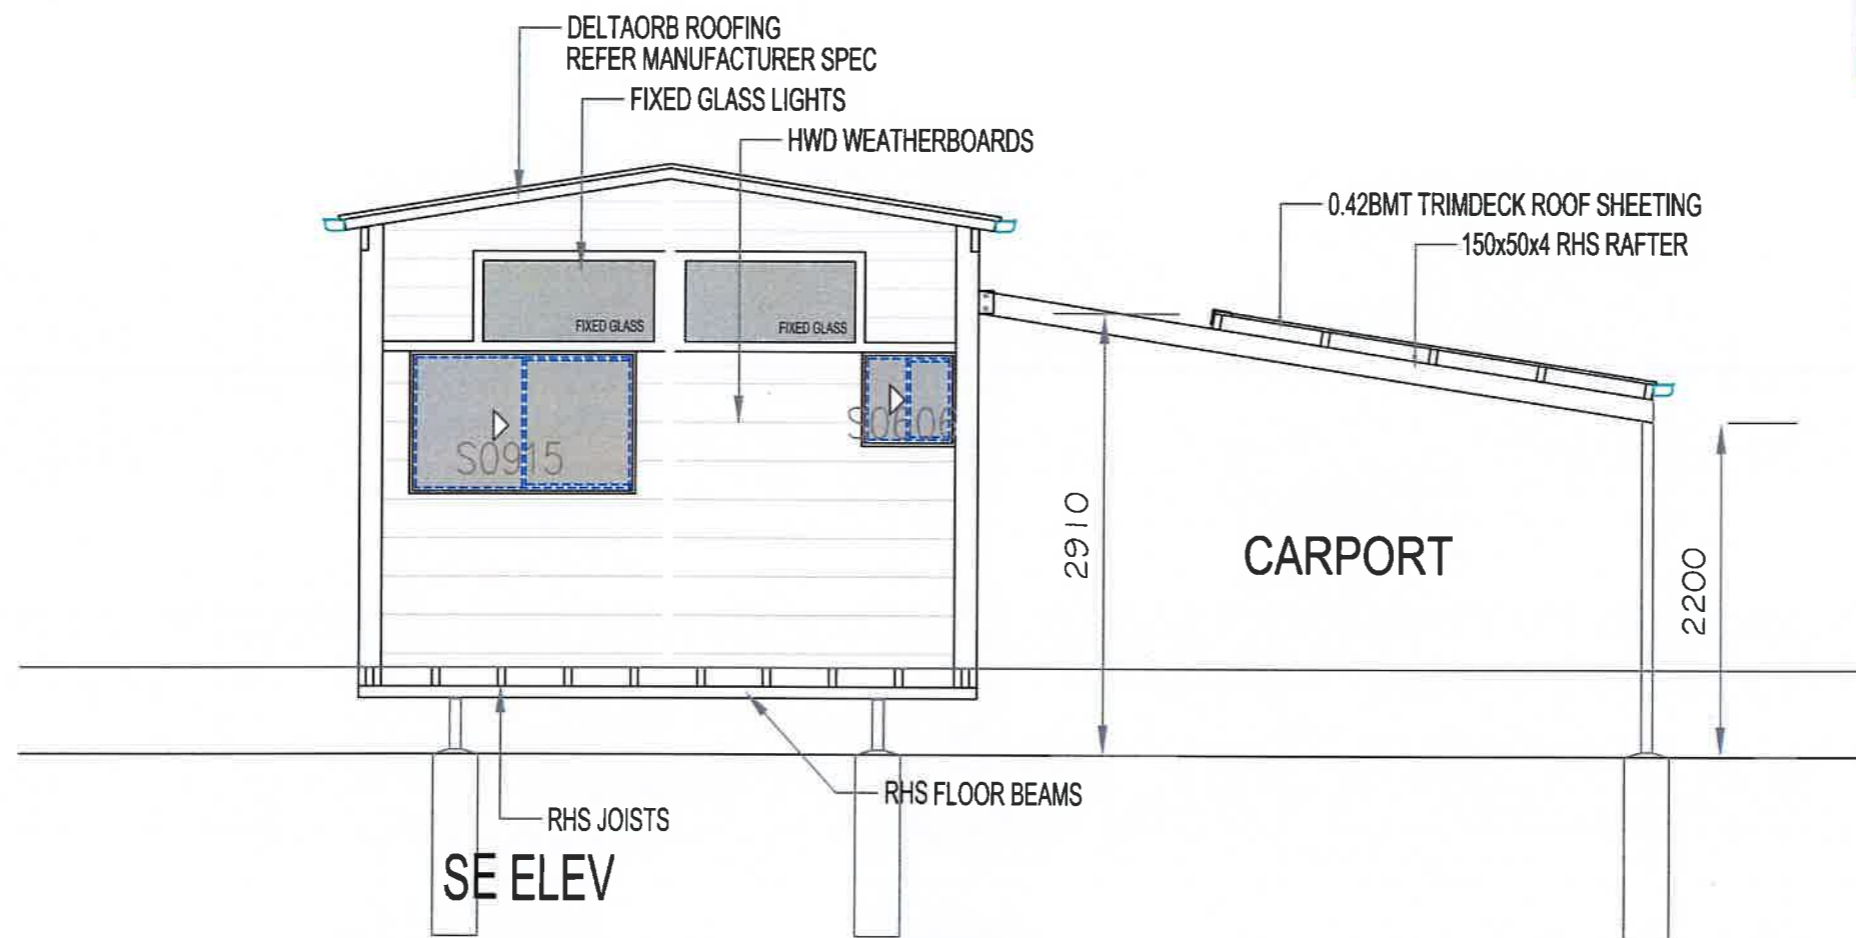 DELTAORB ROOFING
REFER MANUFACTURER SPEC
FIXED GLASS LIGHTS
HWD WEATHERBOARDS
0.42BMT TRIMDECK ROOF SHEETING
150x50x4 RHS RAFTER
FIXED GLASS
FIXED GLASS
S0915
S0606
2910
CARPORT
2200
RHS FLOOR BEAMS
RHS JOISTS
SE ELEV